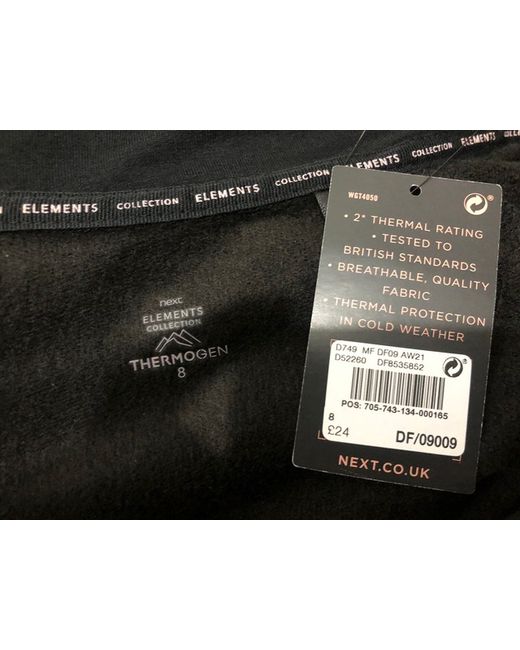 ELEMENTS COLLECTION ELEMENTS COLLECTION ELEMENTS COLLECTION ELEMENTS
next
ELEMENTS
COLLECTION
THERMOGEN
8
WGT4050
• 2* THERMAL RATING
• TESTED TO
BRITISH STANDARDS
• BREATHABLE, QUALITY
FABRIC
• THERMAL PROTECTION
IN COLD WEATHER
D749 MF DF09 AW21
D52260 DF8535852
POS: 705-743-134-000165
8
£24
DF/09009
NEXT.CO.UK